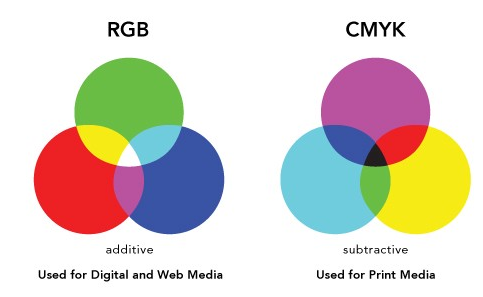 RGB
CMYK
additive
subtractive
Used for Digital and Web Media
Used for Print Media